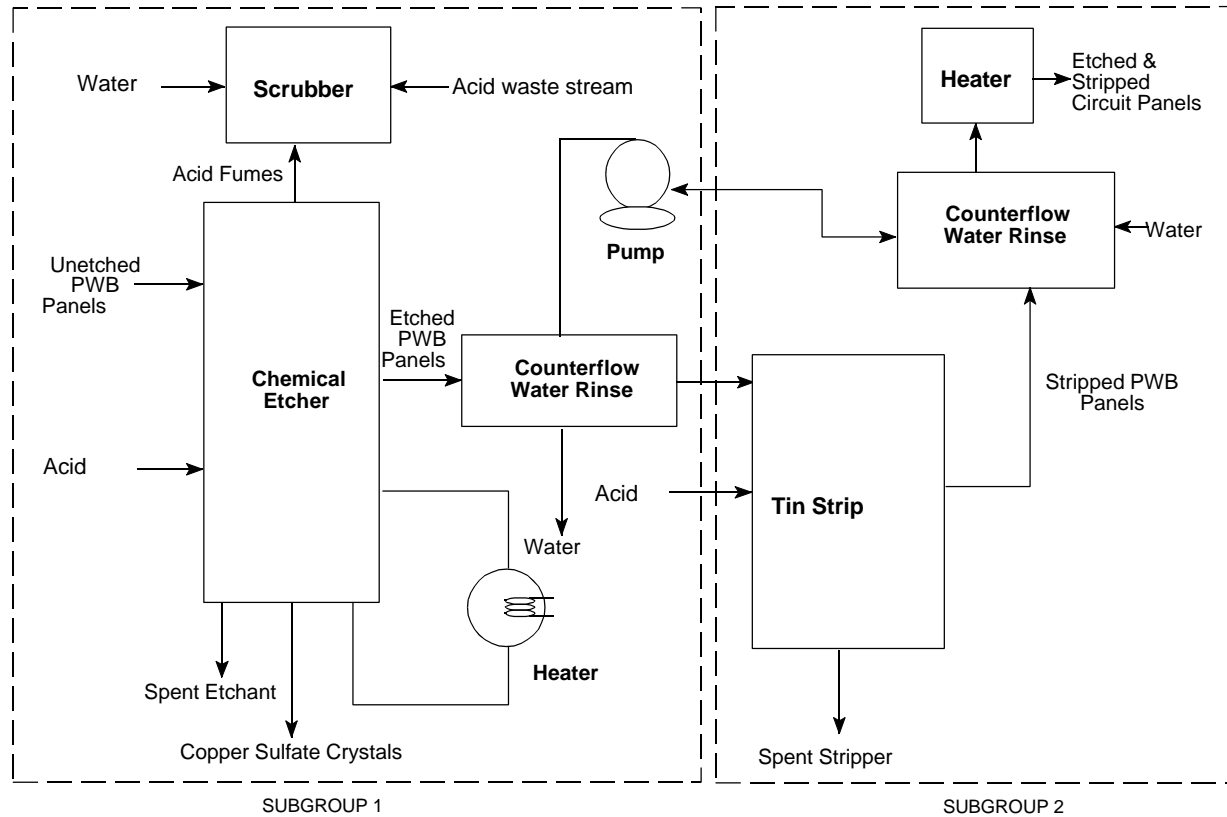 Water
Scrubber
Acid waste stream
Acid Fumes
Unetched
PWB
Panels
Chemical
Etcher
Acid
Etched
PWB
Panels
Counterflow
Water Rinse
Pump
Water
Heater
Spent Etchant
Copper Sulfate Crystals
SUBGROUP 1
Heater
Etched &
Stripped
Circuit Panels
Counterflow
Water Rinse
Water
Stripped PWB
Panels
Acid
Tin Strip
Spent Stripper
SUBGROUP 2